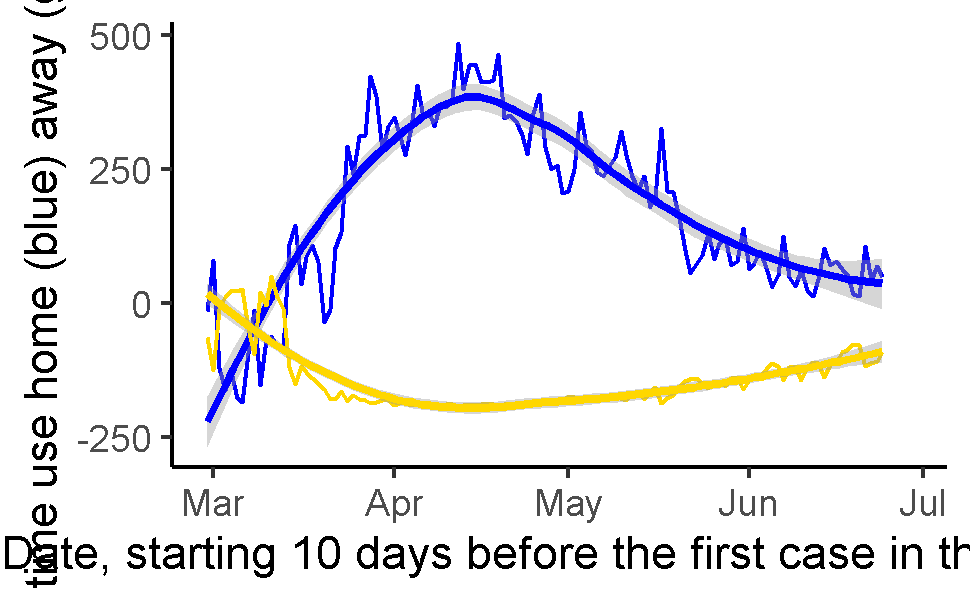 time use home (blue) away (
500
250
0
-250
Mar
Apr
May
Jun
Jul
Date, starting 10 days before the first case in th